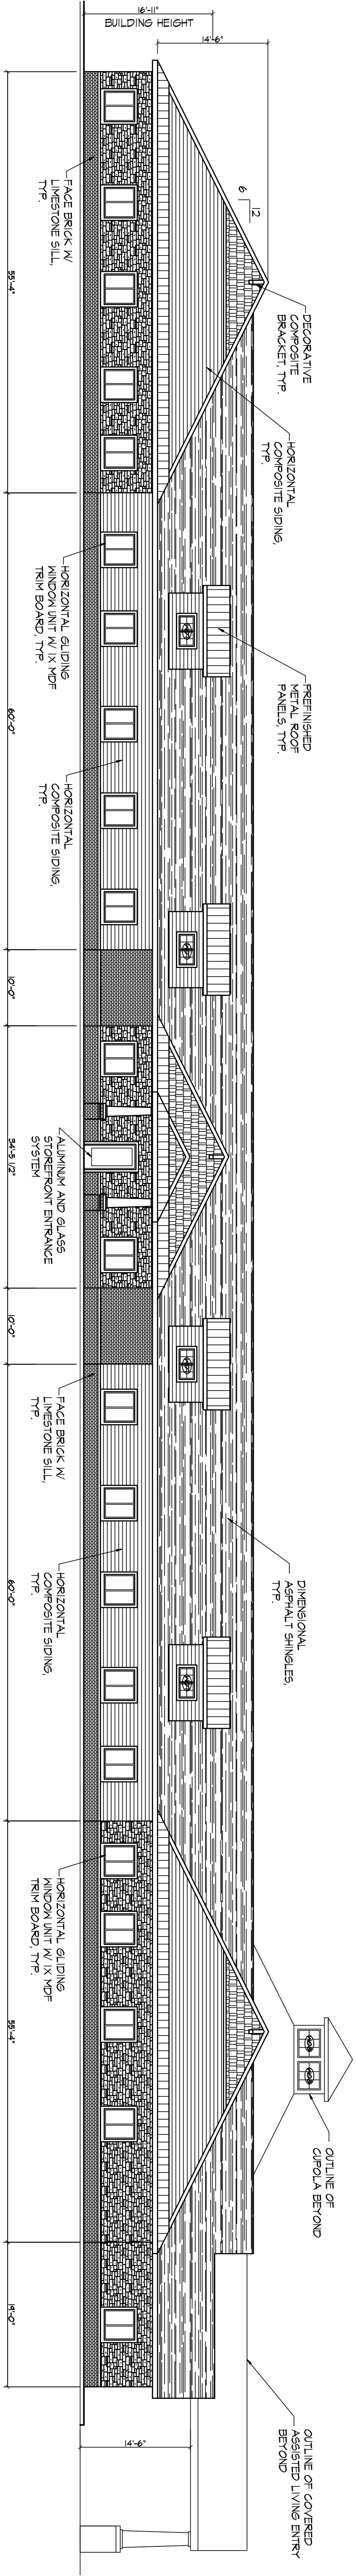 16'-11"
BUILDING HEIGHT
14'-6"
12
6
DECORATIVE
COMPOSITE
BRACKET, TYP.
HORIZONTAL
COMPOSITE SIDING,
TYP.
PREFINISHED
METAL ROOF
PANELS, TYP.
DIMENSIONAL
ASPHALT SHINGLES,
TYP.
OUTLINE OF
CUPOLA BEYOND
OUTLINE OF COVERED
ASSISTED LIVING ENTRY
BEYOND
FACE BRICK W/
LIMESTONE SILL,
TYP.
HORIZONTAL GLIDING
WINDOW UNIT W/ 1X MDF
TRIM BOARD, TYP.
HORIZONTAL
COMPOSITE SIDING,
TYP.
ALUMINUM AND GLASS
STOREFRONT ENTRANCE
SYSTEM
FACE BRICK W/
LIMESTONE SILL,
TYP.
HORIZONTAL
COMPOSITE SIDING,
TYP.
HORIZONTAL GLIDING
WINDOW UNIT W/ 1X MDF
TRIM BOARD, TYP.
14'-6"
55'-4"
60'-0"
10'-0"
34'-5 1/2"
10'-0"
60'-0"
55'-4"
19'-0"